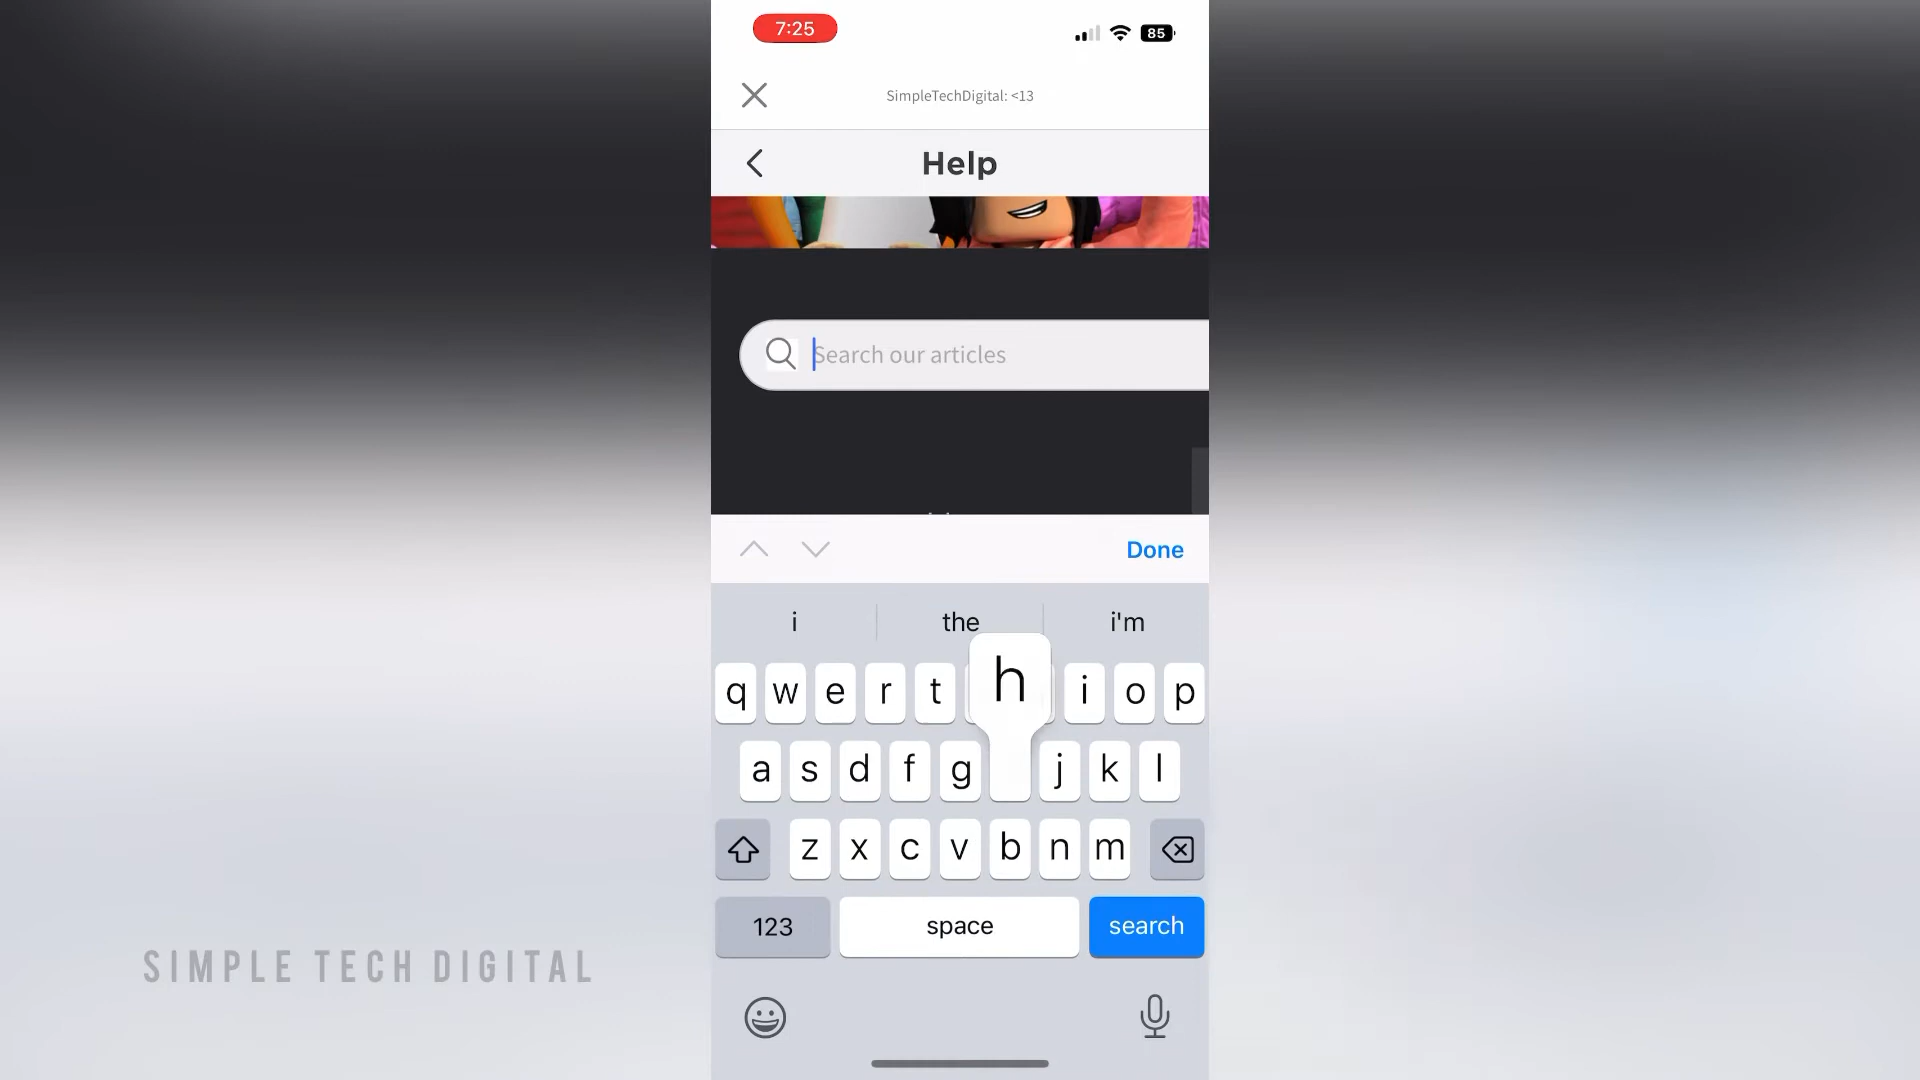 7:25
85
SimpleTechDigital: <13
Help
Search our articles
Done
i the i'm
h
q w e r t i o p
a s d f g j k l
z x c v b n m
123 space search
SIMPLE TECH DIGITAL